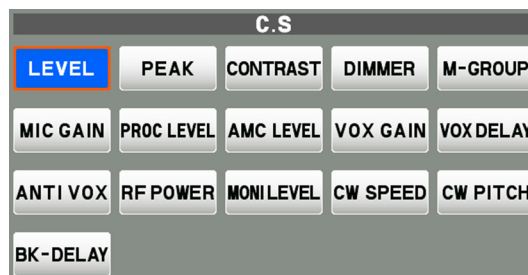 C.S
LEVEL PEAK CONTRAST DIMMER M-GROUP
MIC GAIN PROC LEVEL AMC LEVEL VOX GAIN VOX DELAY
ANTI VOX RF POWER MONI LEVEL CW SPEED CW PITCH
BK-DELAY